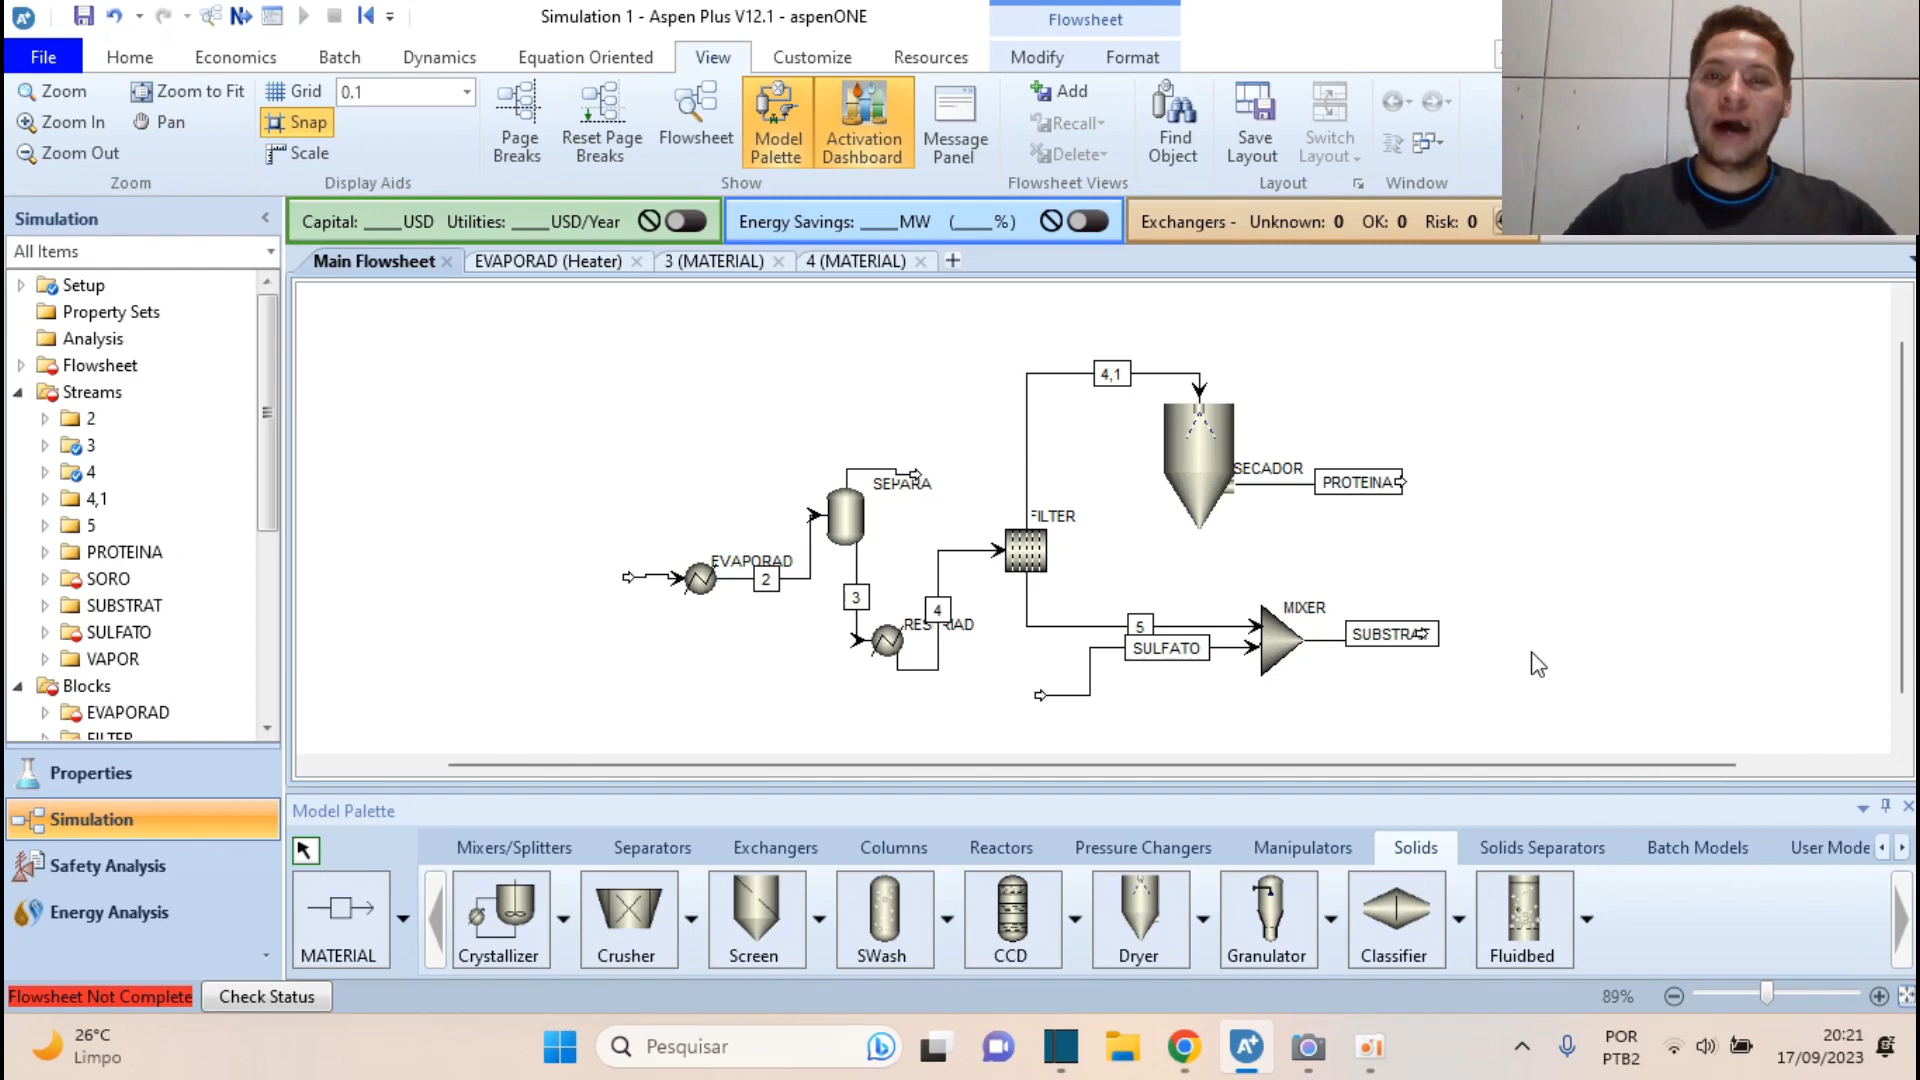 Simulation 1 - Aspen Plus V12.1 - aspenONE
Flowsheet
File
Home
Economics
Batch
Dynamics
Equation Oriented
View
Customize
Resources
Modify
Format
Zoom
Zoom to Fit
Zoom In
Pan
Zoom Out
Zoom
Grid
0.1
Snap
Scale
Display Aids
Page Breaks
Reset Page Breaks
Flowsheet
Model Palette
Activation Dashboard
Message Panel
Show
Add
Recall
Delete
Flowsheet Views
Find Object
Save Layout
Switch Layout
Layout
Window
Simulation
All Items
Capital: ____USD Utilities: ____USD/Year
Energy Savings: ____MW (____%)
Exchangers - Unknown: 0 OK: 0 Risk: 0
Main Flowsheet
EVAPORAD (Heater)
3 (MATERIAL)
4 (MATERIAL)
Setup
Property Sets
Analysis
Flowsheet
Streams
2
3
4
4,1
5
PROTEINA
SORO
SUBSTRAT
SULFATO
VAPOR
Blocks
EVAPORAD
FILTER
4,1
SECADOR
PROTEINA
SEPARA
FILTER
EVAPORAD
2
3
4
5
MIXER
SUBSTRAT
SULFATO
Properties
Simulation
Safety Analysis
Energy Analysis
Model Palette
Mixers/Splitters
Separators
Exchangers
Columns
Reactors
Pressure Changers
Manipulators
Solids
Solids Separators
Batch Models
User Mode
MATERIAL
Crystallizer
Crusher
Screen
SWash
CCD
Dryer
Granulator
Classifier
Fluidbed
Flowsheet Not Complete
Check Status
89%
26°C
Limpo
Pesquisar
POR
PTB2
20:21
17/09/2023